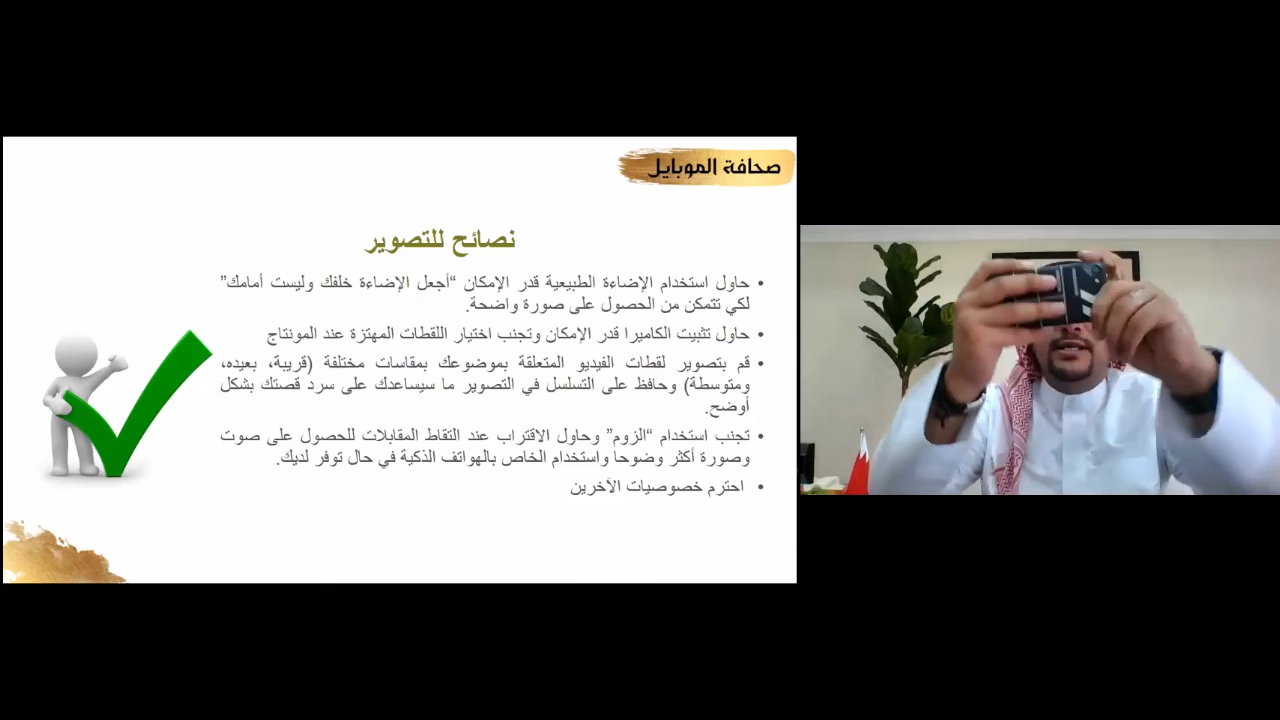 صحافة الموبايل
نصائح للتصوير
• حاول استخدام الإضاءة الطبيعية قدر الإمكان “أجعل الإضاءة خلفك وليست أمامك”
لكي تتمكن من الحصول على صورة واضحة.
• حاول تثبيت الكاميرا قدر الإمكان وتجنب اختيار اللقطات المهتزة عند المونتاج
• قم بتصوير لقطات الفيديو المتعلقة بموضوعك بمقاسات مختلفة (قريبة، بعيده،
ومتوسطة) وحافظ على التسلسل في التصوير ما سيساعدك على سرد قصتك بشكل
أوضح.
• تجنب استخدام “الزوم” وحاول الاقتراب عند التقاط المقابلات للحصول على صوت
وصورة أكثر وضوحا واستخدام الخاص بالهواتف الذكية في حال توفر لديك.
• احترم خصوصيات الآخرين